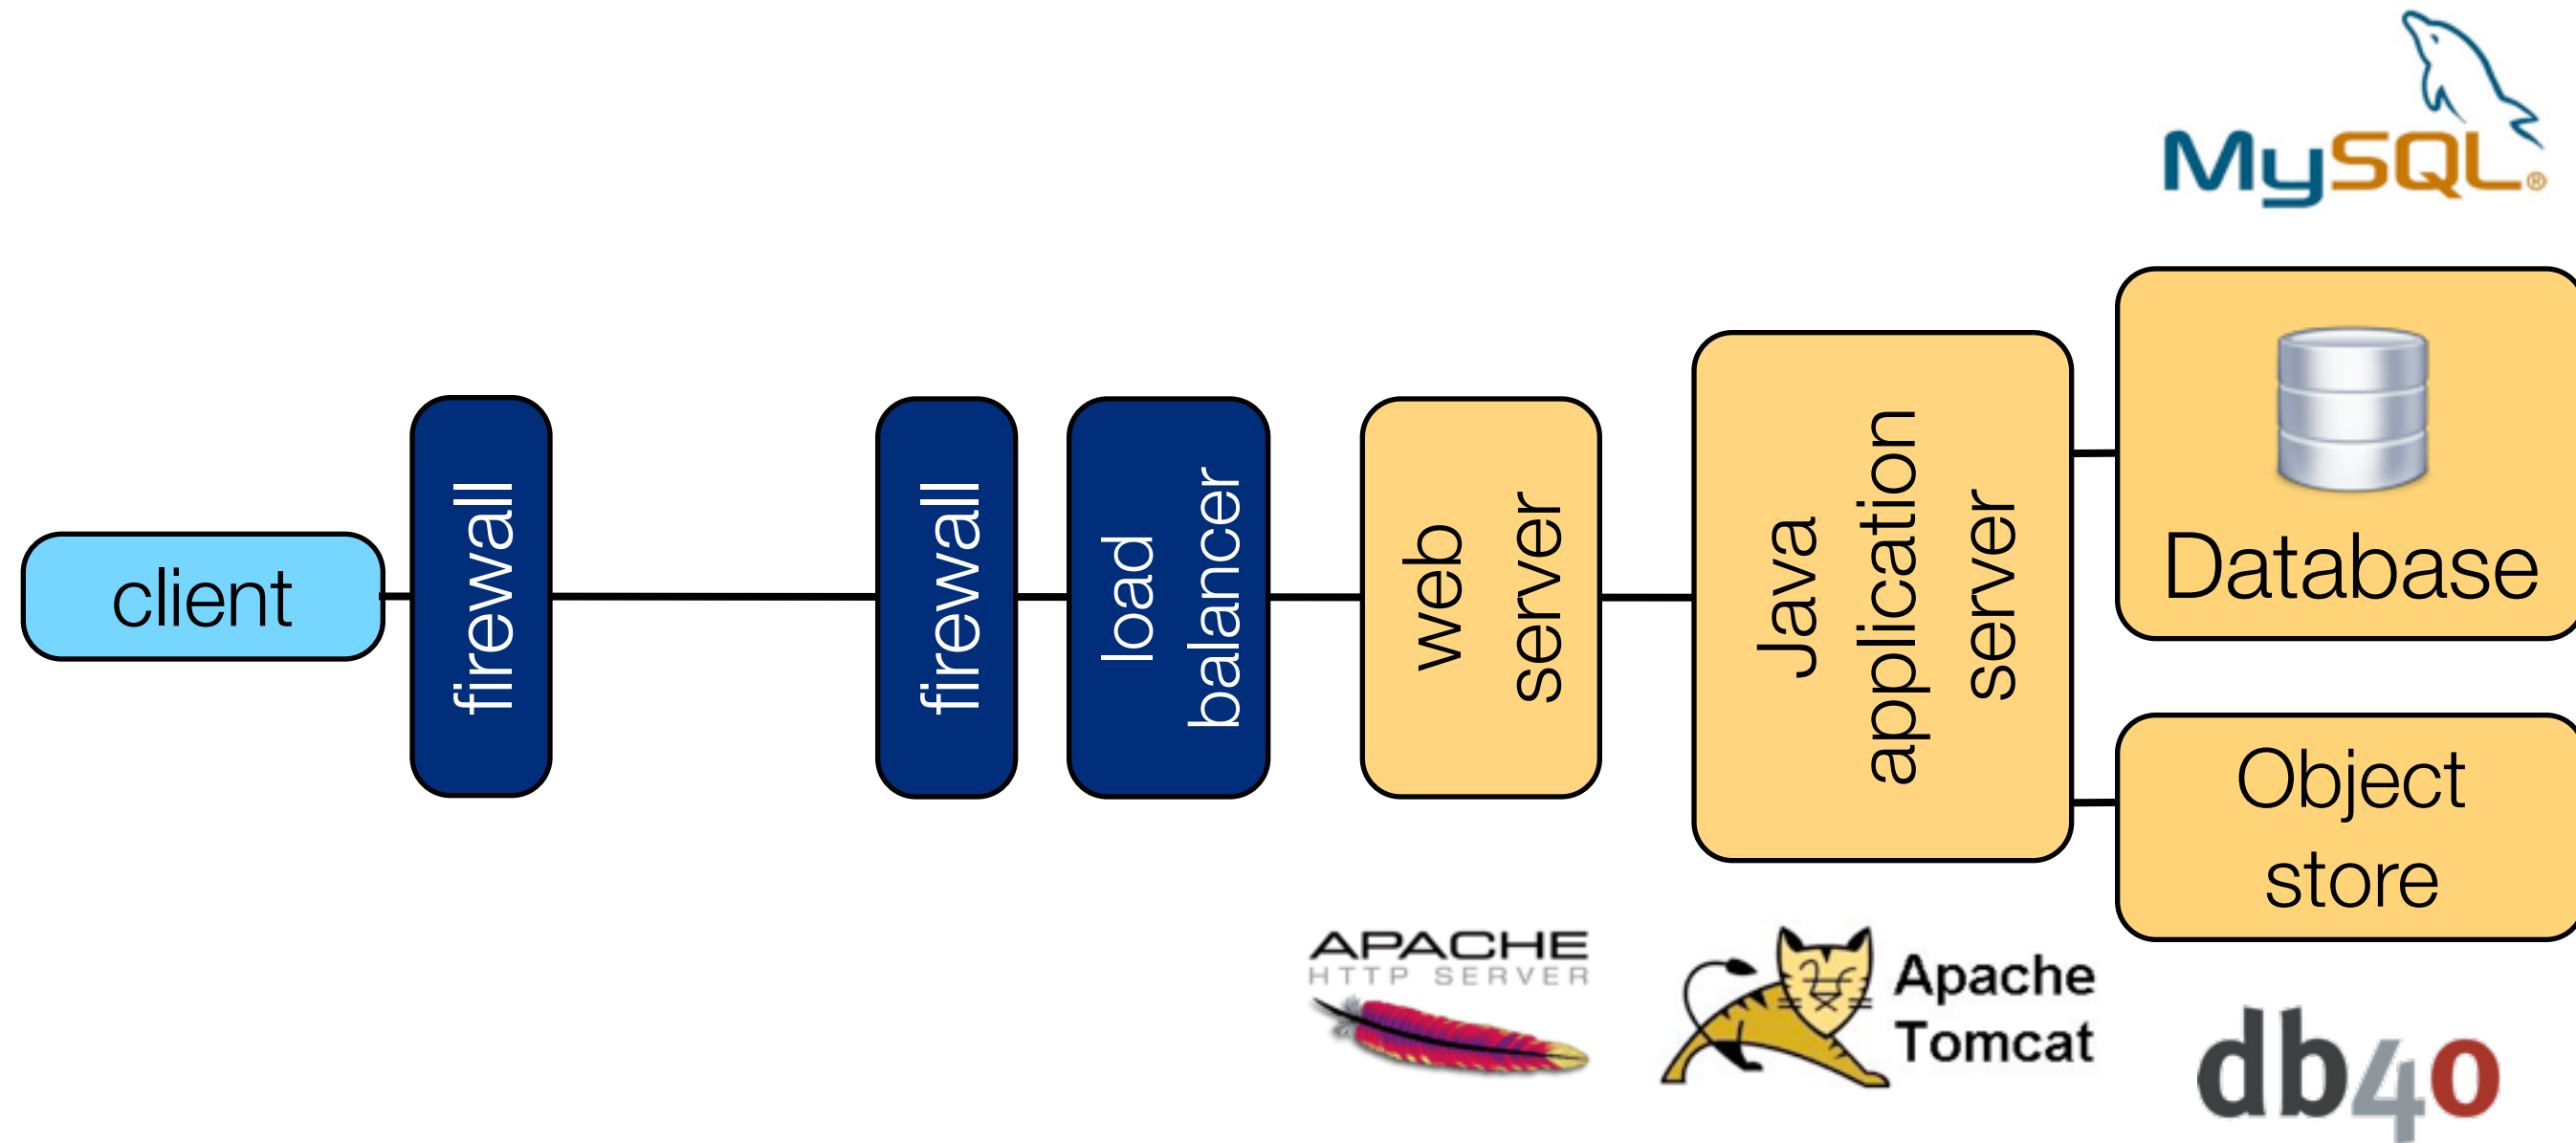 MySQL®
client
firewall
firewall
load
balancer
web
server
Java
application
server
Database
Object
store
APACHE
HTTP SERVER
Apache
Tomcat
db4o